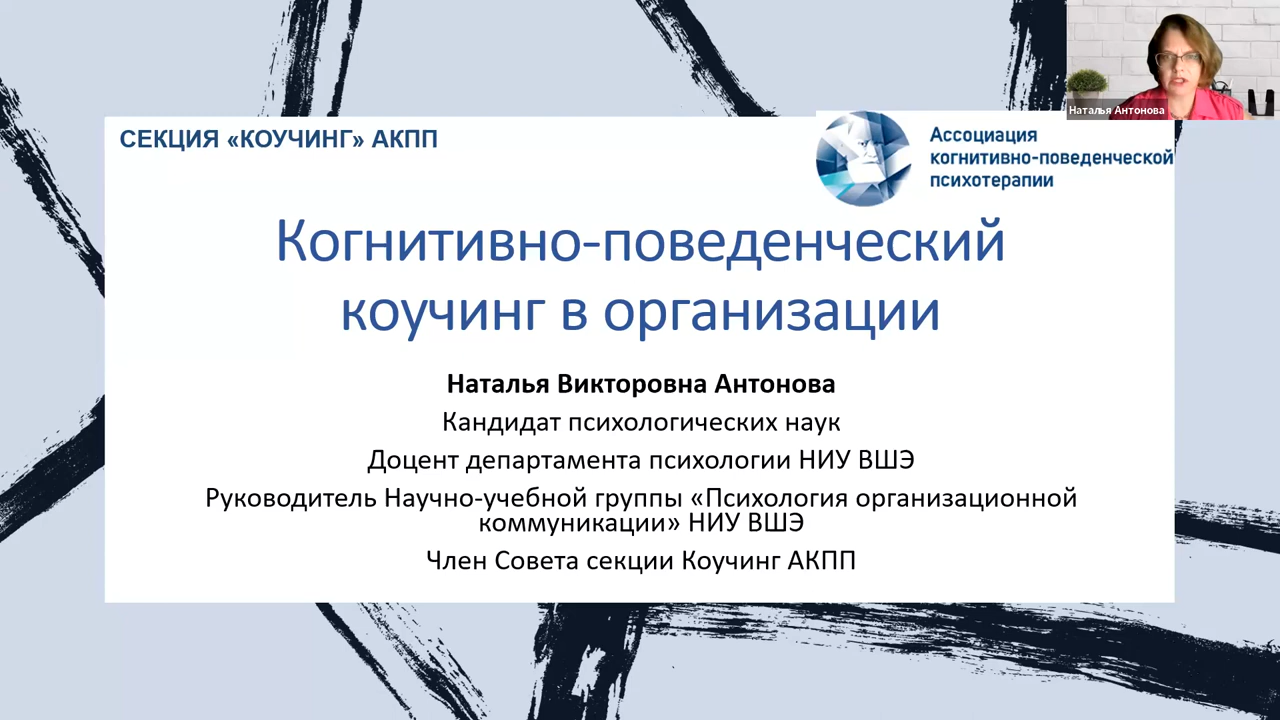 Наталья Антонова
СЕКЦИЯ «КОУЧИНГ» АКПП
Ассоциация
когнитивно-поведенческой
психотерапии
Когнитивно-поведенческий
коучинг в организации
Наталья Викторовна Антонова
Кандидат психологических наук
Доцент департамента психологии НИУ ВШЭ
Руководитель Научно-учебной группы «Психология организационной
коммуникации» НИУ ВШЭ
Член Совета секции Коучинг АКПП